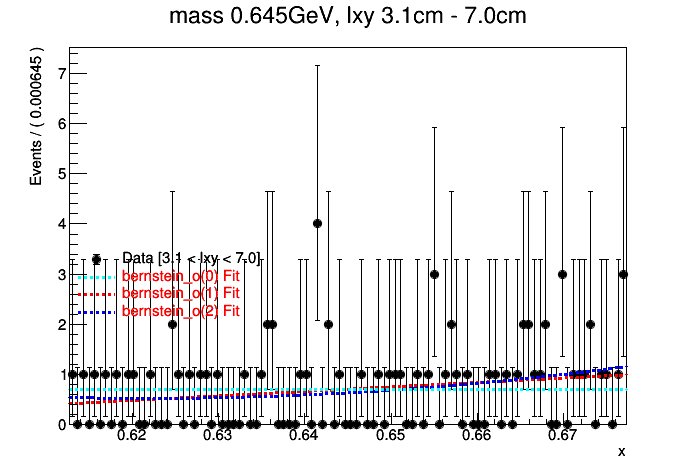 mass 0.645GeV, lxy 3.1cm - 7.0cm
Events / ( 0.000645 )
7
6
5
4
3
2
1
0
Data [3.1 < lxy < 7.0]
bernstein_o(0) Fit
bernstein_o(1) Fit
bernstein_o(2) Fit
0.62 0.63 0.64 0.65 0.66 0.67
x